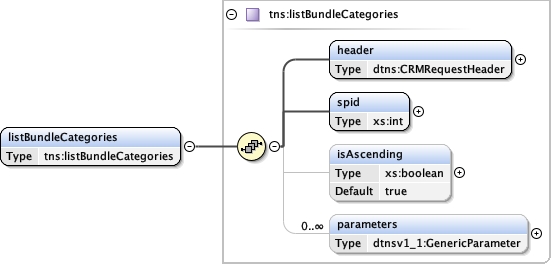 tns:listBundleCategories
header
Type dtns:CRMRequestHeader
spid
Type xs:int
listBundleCategories
Type tns:listBundleCategories
isAscending
Type xs:boolean
Default true
0..∞
parameters
Type dtnsv1_1:GenericParameter